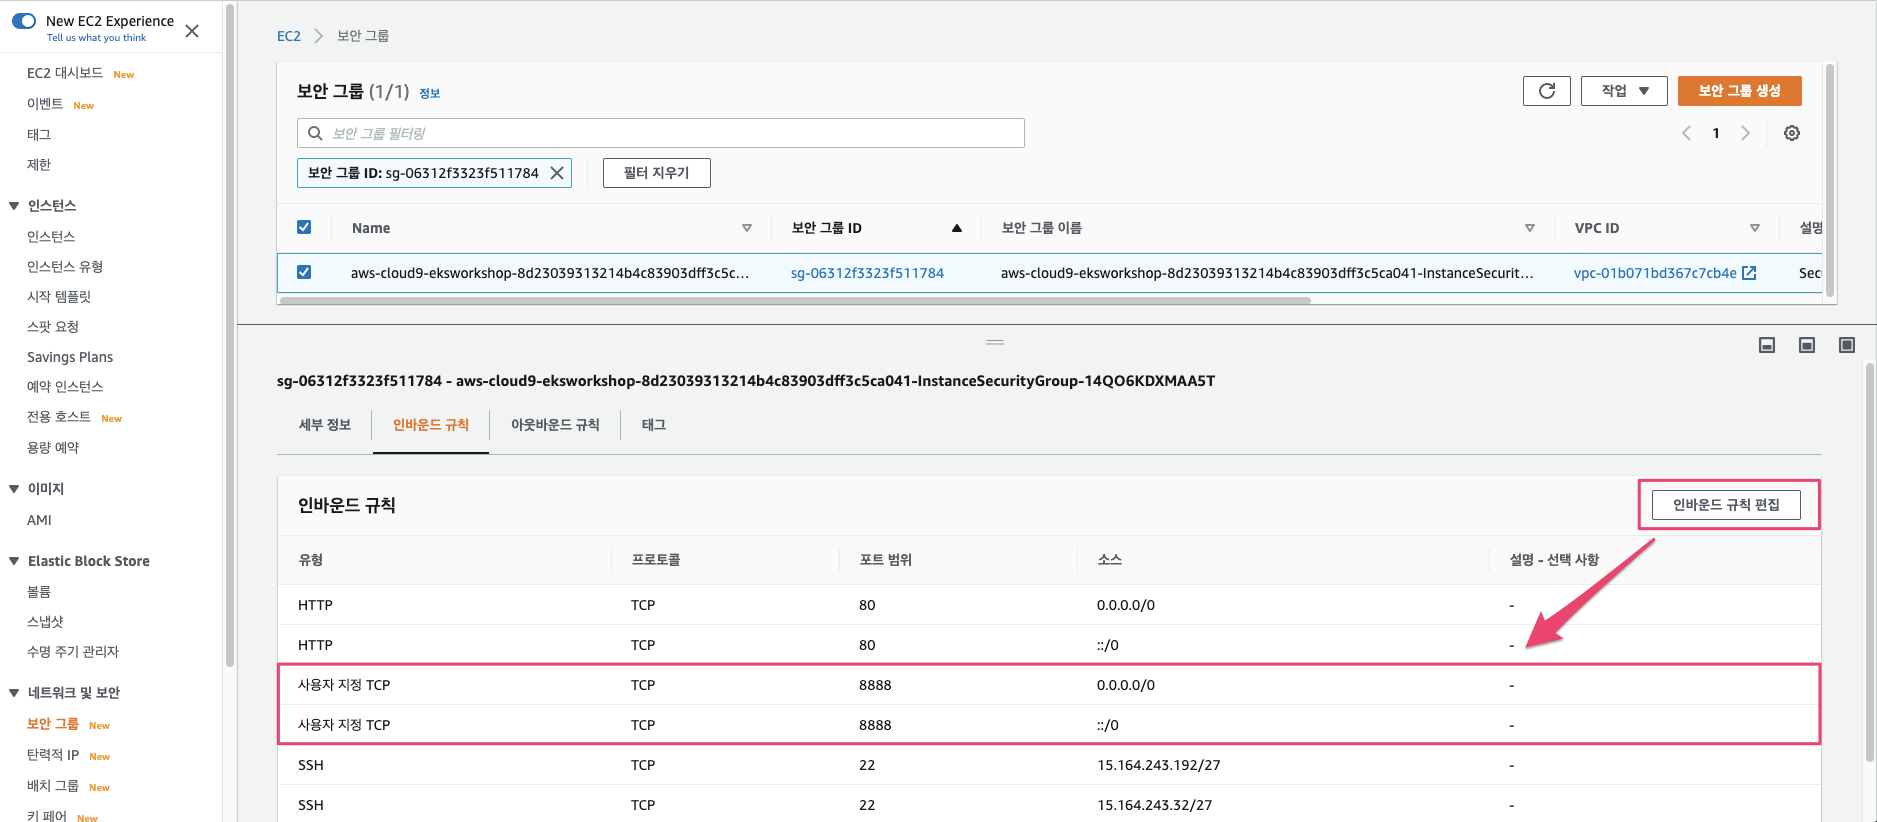 New EC2 Experience
Tell us what you think
EC2 대시보드 New
이벤트 New
태그
제한
인스턴스
인스턴스
인스턴스 유형
시작 템플릿
스팟 요청
Savings Plans
예약 인스턴스
전용 호스트 New
용량 예약
이미지
AMI
Elastic Block Store
볼륨
스냅샷
수명 주기 관리자
네트워크 및 보안
보안 그룹 New
탄력적 IP New
배치 그룹 New
키 페어 New
EC2 > 보안 그룹
보안 그룹 (1/1) 정보
작업
보안 그룹 생성
보안 그룹 필터링
1
보안 그룹 ID: sg-06312f3323f511784
필터 지우기
Name 보안 그룹 ID 보안 그룹 이름 VPC ID 설명
aws-cloud9-eksworkshop-8d23039313214b4c83903dff3c5c... sg-06312f3323f511784 aws-cloud9-eksworkshop-8d23039313214b4c83903dff3c5ca041-InstanceSecurit... vpc-01b071bd367c7cb4e Sec
sg-06312f3323f511784 - aws-cloud9-eksworkshop-8d23039313214b4c83903dff3c5ca041-InstanceSecurityGroup-14QO6KDXMAA5T
세부 정보 인바운드 규칙 아웃바운드 규칙 태그
인바운드 규칙 인바운드 규칙 편집
유형 프로토콜 포트 범위 소스 설명 - 선택 사항
HTTP TCP 80 0.0.0.0/0 -
HTTP TCP 80 ::/0 -
사용자 지정 TCP TCP 8888 0.0.0.0/0 -
사용자 지정 TCP TCP 8888 ::/0 -
SSH TCP 22 15.164.243.192/27 -
SSH TCP 22 15.164.243.32/27 -